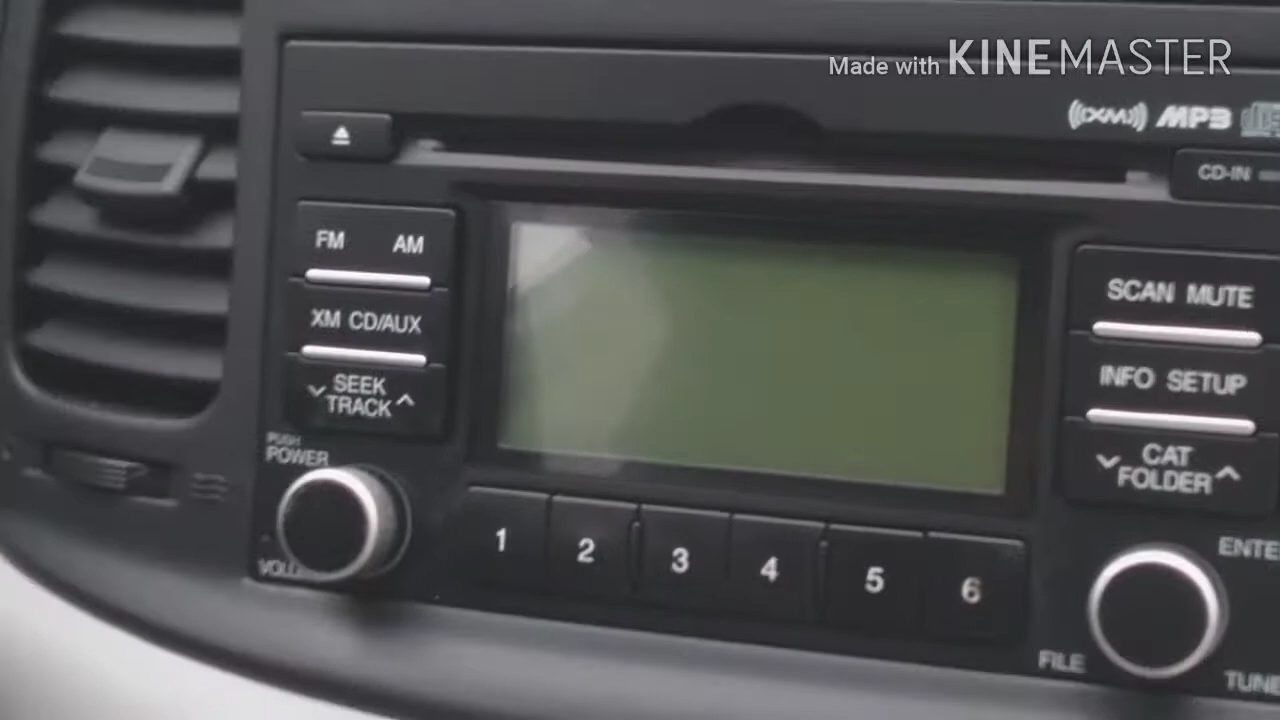 Made with KINEMASTER
XM MP3
CD-IN
FM AM
XM CD/AUX
SEEK
TRACK
PUSH
POWER
1 2 3 4 5 6
SCAN MUTE
INFO SETUP
CAT
FOLDER
FILE